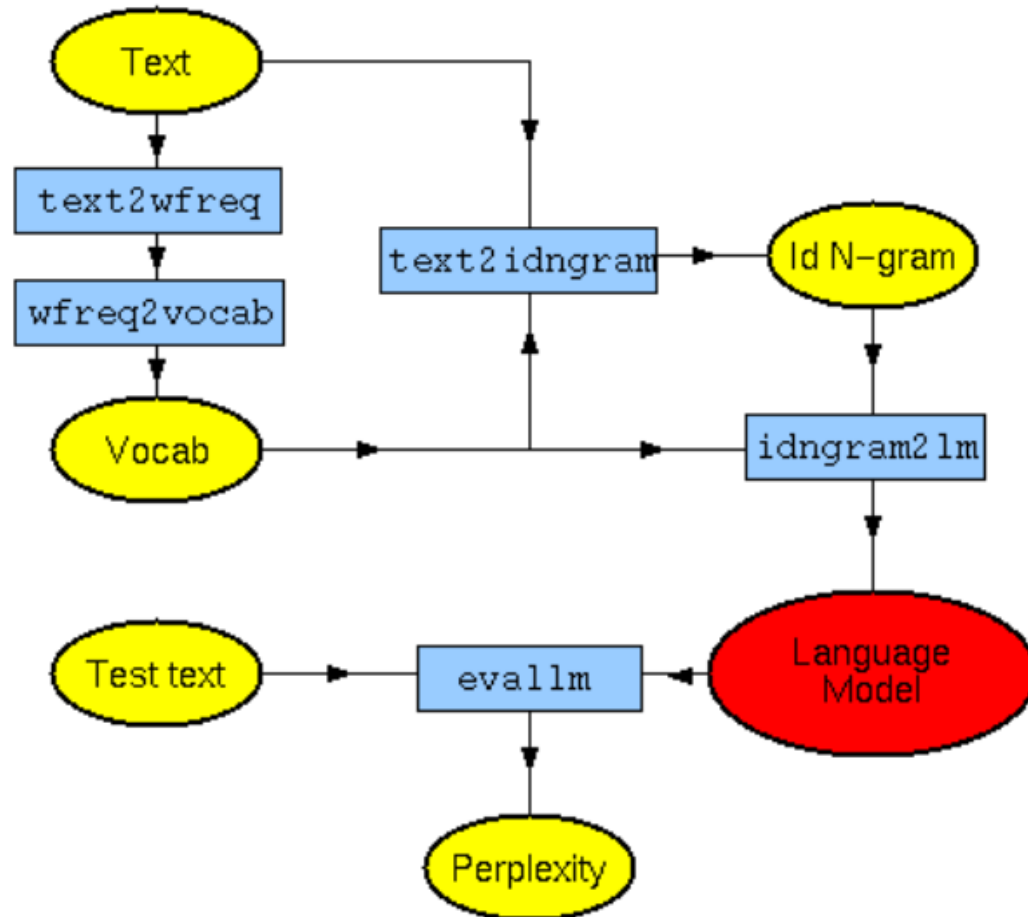 Text
text2wfreq
text2idngram
Id N-gram
wfreq2vocab
Vocab
idngram2lm
Test text
evallm
Language
Model
Perplexity